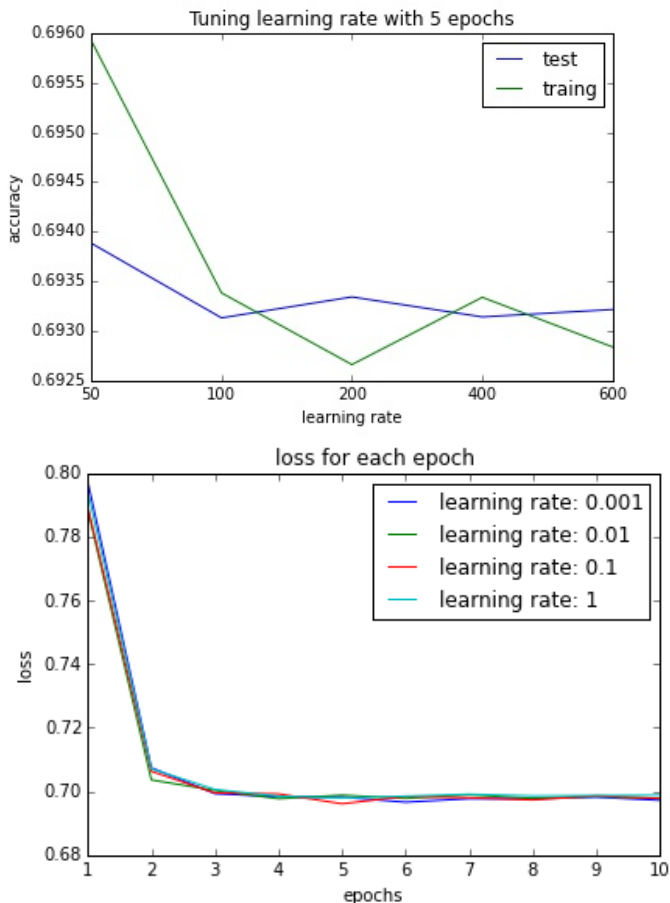 Tuning learning rate with 5 epochs
0.6960
0.6955
0.6950
0.6945
0.6940
0.6935
0.6930
0.6925
accuracy
test
traing
50 100 200 400 600
learning rate
loss for each epoch
0.80
0.78
0.76
0.74
0.72
0.70
0.68
loss
learning rate: 0.001
learning rate: 0.01
learning rate: 0.1
learning rate: 1
1 2 3 4 5 6 7 8 9 10
epochs